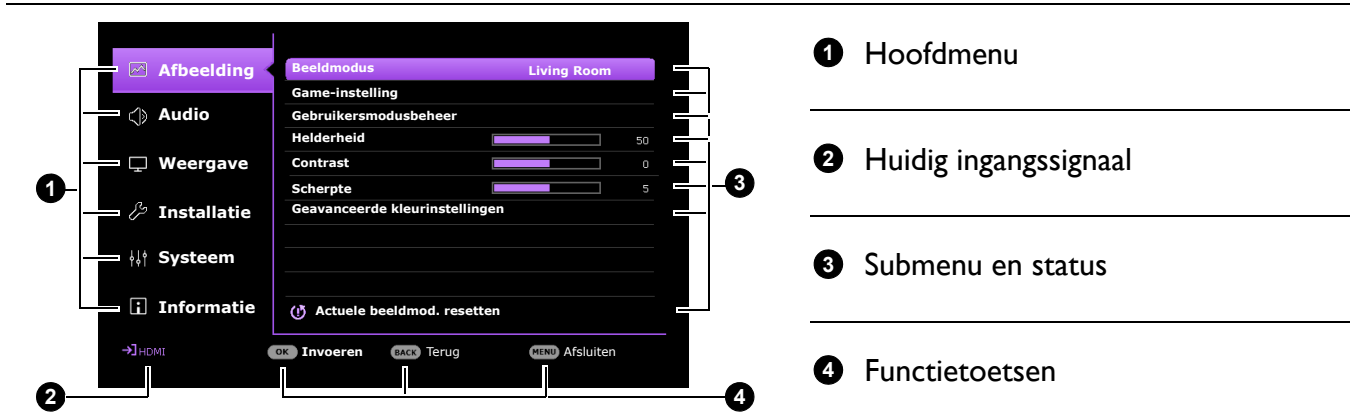 Afbeelding
Audio
Weergave
Installatie
Systeem
Informatie
Beeldmodus Living Room
Game-instelling
Gebruikersmodusbeheer
Helderheid 50
Contrast 0
Scherpte 5
Geavanceerde kleurinstellingen
Actuele beeldmod. resetten
HDMI
OK Invoeren BACK Terug MENU Afsluiten
1
2
3
4
1 Hoofdmenu
2 Huidig ingangssignaal
3 Submenu en status
4 Functietoetsen